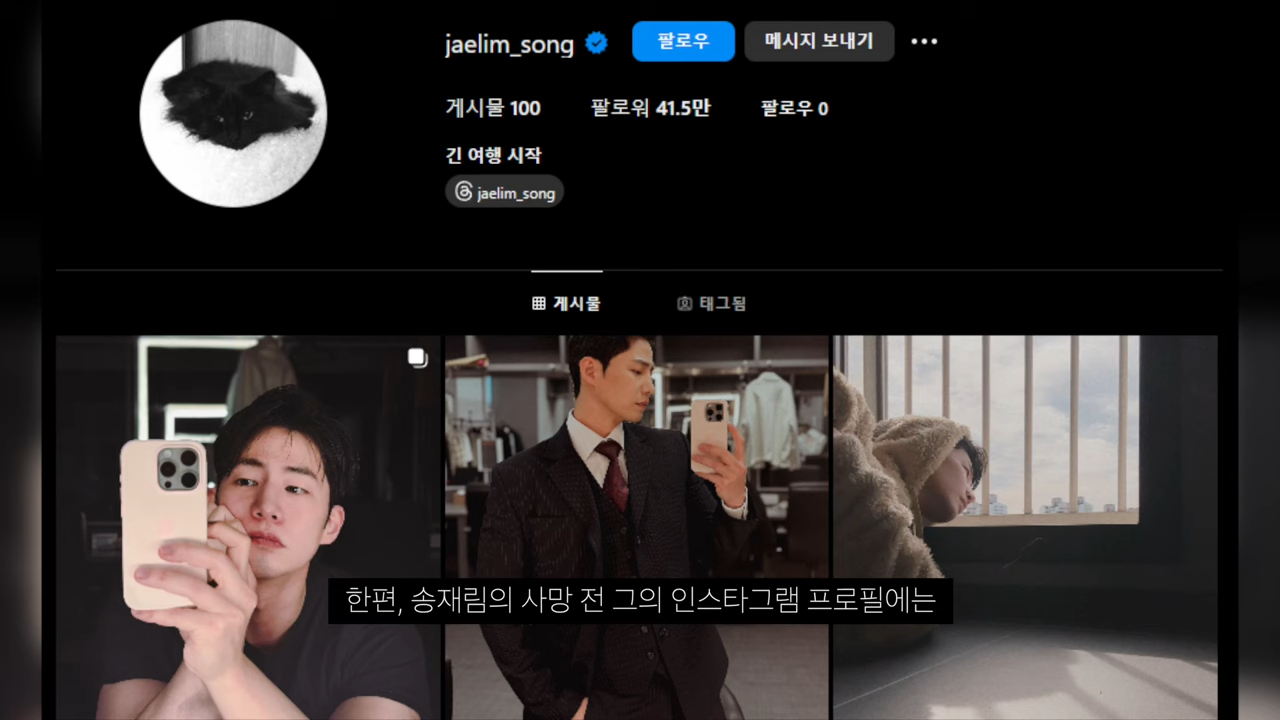 jaelim_song 팔로우 메시지 보내기
게시물 100 팔로워 41.5만 팔로우 0
긴 여행 시작
jaelim_song
게시물 태그됨
한편, 송재림의 사망 전 그의 인스타그램 프로필에는